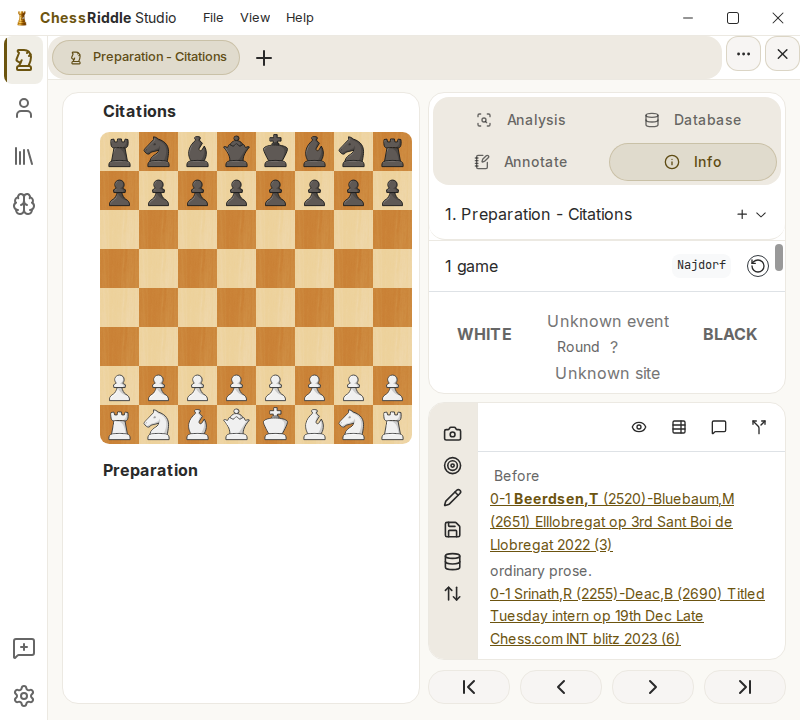 ChessRiddle Studio File View Help
Preparation - Citations
Citations
Preparation
Analysis Database
Annotate Info
1. Preparation - Citations
1 game Najdorf
Unknown event
WHITE BLACK
Round ?
Unknown site
Before
0-1 Beerdsen,T (2520)-Bluebaum,M
(2651) Elllobregat op 3rd Sant Boi de
Llobregat 2022 (3)
ordinary prose.
0-1 Srinath,R (2255)-Deac,B (2690) Titled
Tuesday intern op 19th Dec Late
Chess.com INT blitz 2023 (6)